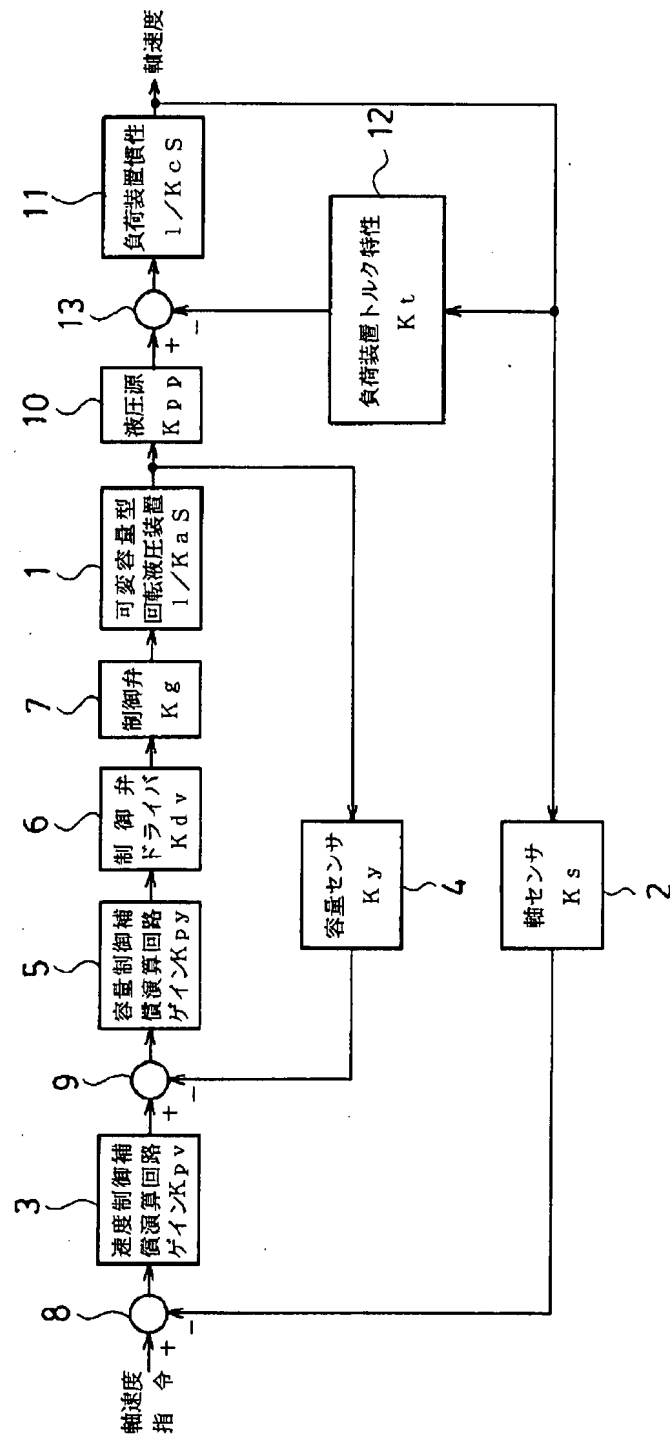 軸速度
指 令
+
-
8
速度制御補
償演算回路
ゲインKpv
3
+
-
9
容量制御補
償演算回路
ゲインKpy
5
制 御 弁
ドライバ
Kdv
6
制御弁
Kg
7
可変容量型
回転液圧装置
1/KaS
1
液圧源
Kpp
10
+
-
13
負荷装置慣性
1/KcS
11
軸速度
負荷装置トルク特性
Kt
12
容量センサ
Ky
4
軸センサ
Ks
2